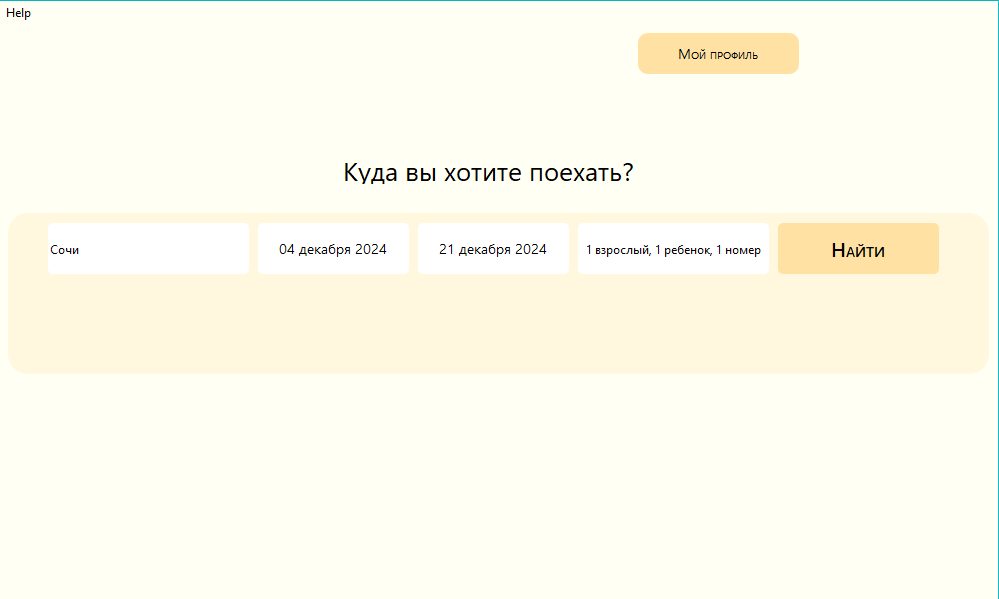 Help
Мой профиль
Куда вы хотите поехать?
Сочи
04 декабря 2024
21 декабря 2024
1 взрослый, 1 ребенок, 1 номер
Найти